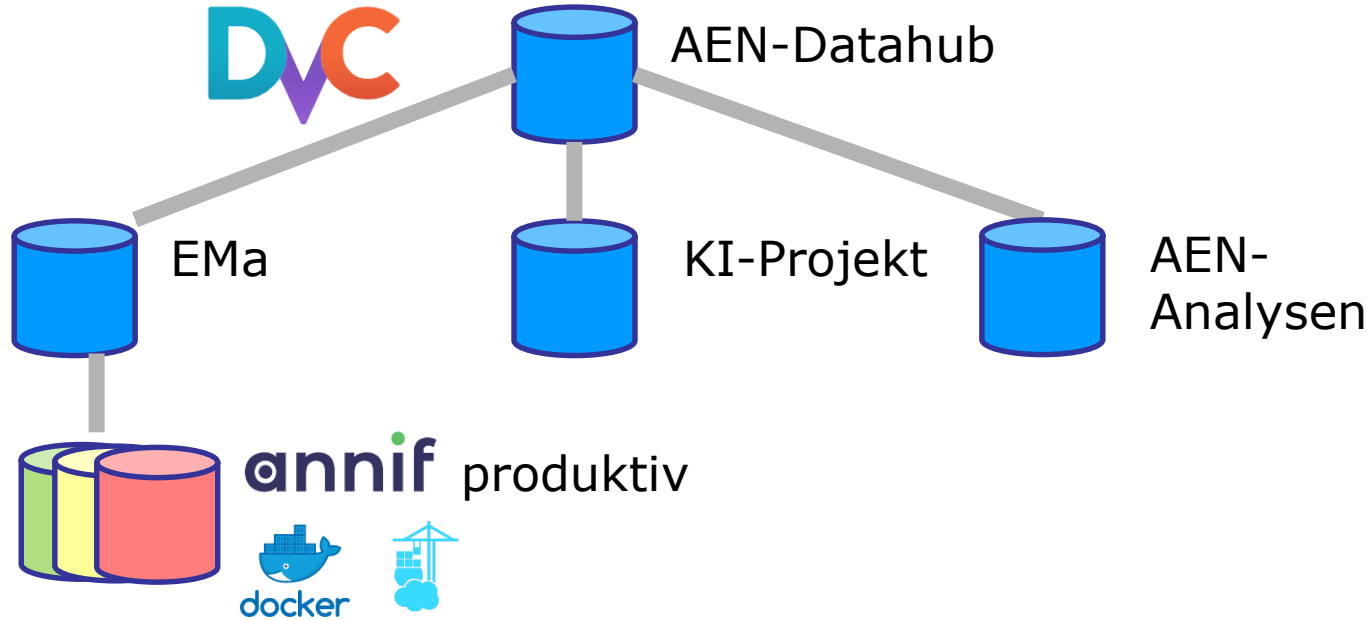 DVC
AEN-Datahub
EMa
KI-Projekt
AEN-
Analysen
annif produktiv
docker